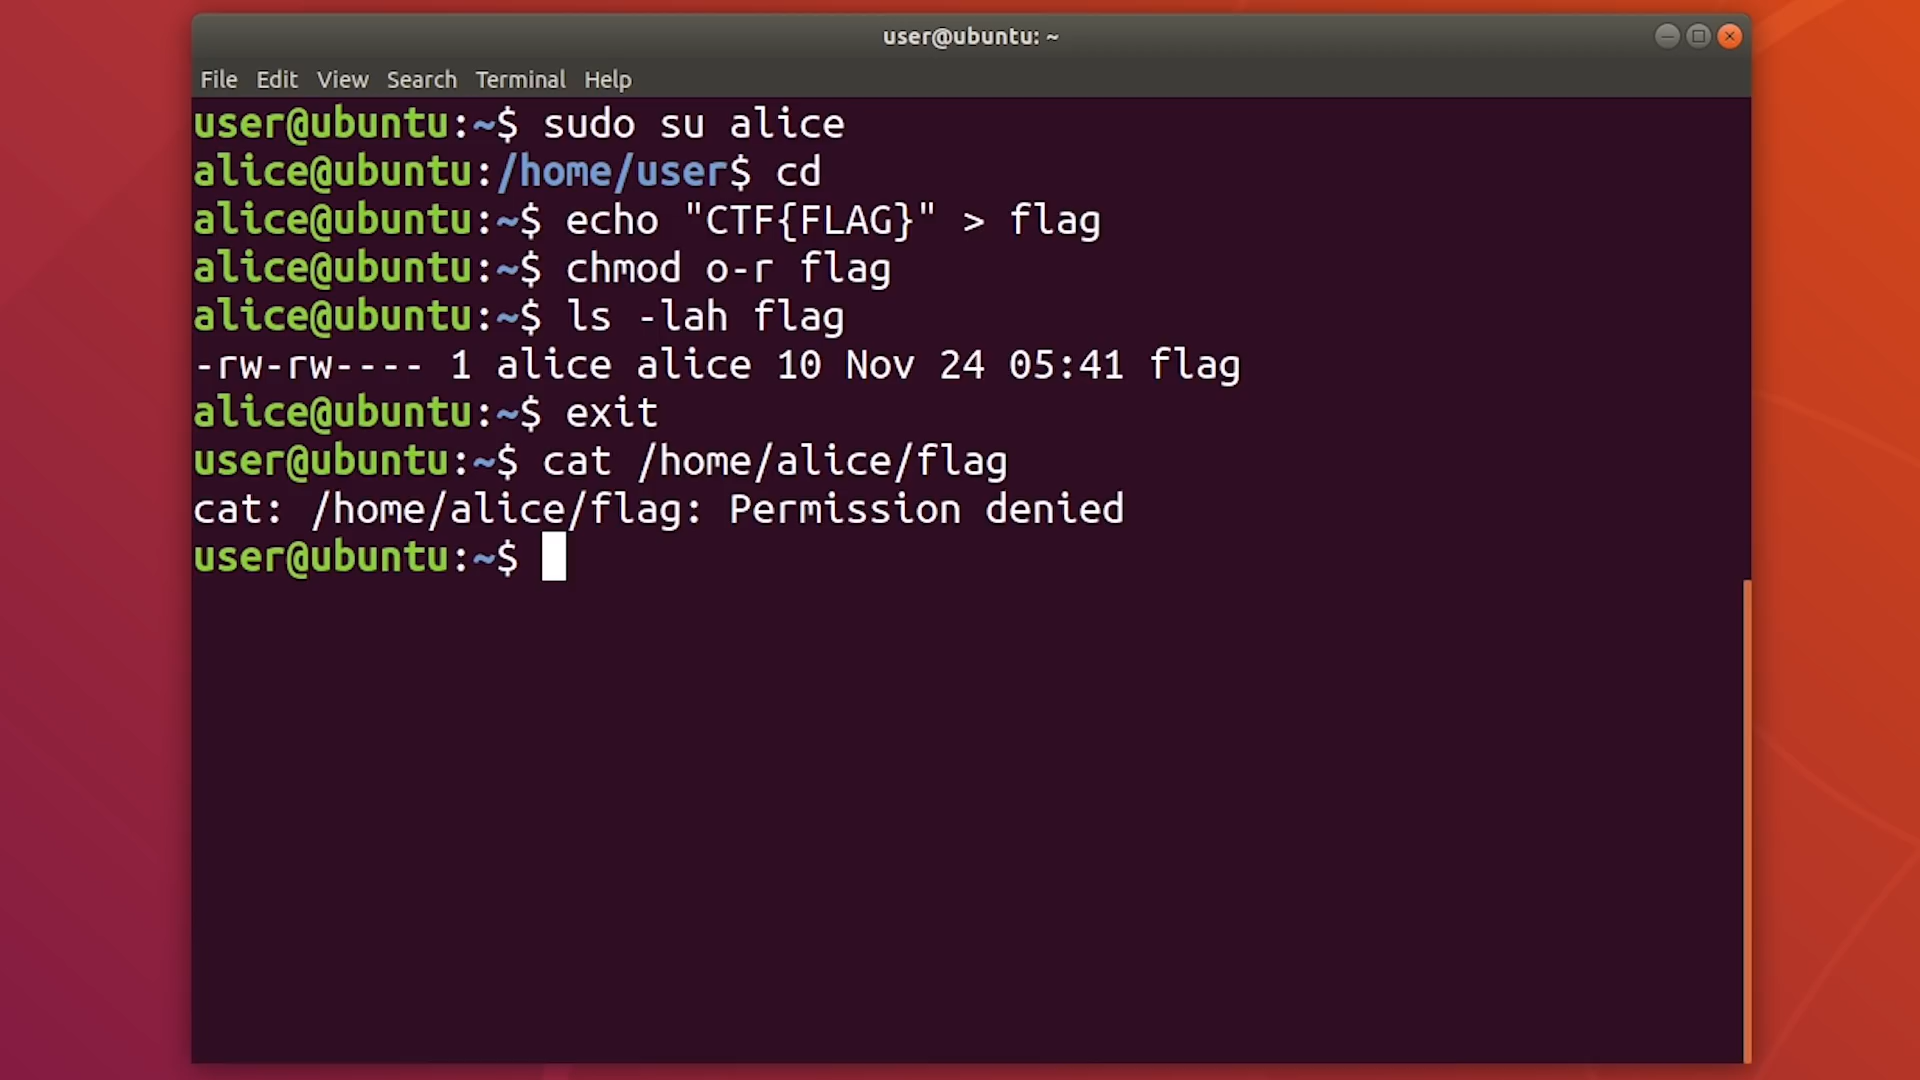 user@ubuntu: ~
File Edit View Search Terminal Help
user@ubuntu:~$ sudo su alice
alice@ubuntu:/home/user$ cd
alice@ubuntu:~$ echo "CTF{FLAG}" > flag
alice@ubuntu:~$ chmod o-r flag
alice@ubuntu:~$ ls -lah flag
-rw-rw---- 1 alice alice 10 Nov 24 05:41 flag
alice@ubuntu:~$ exit
user@ubuntu:~$ cat /home/alice/flag
cat: /home/alice/flag: Permission denied
user@ubuntu:~$